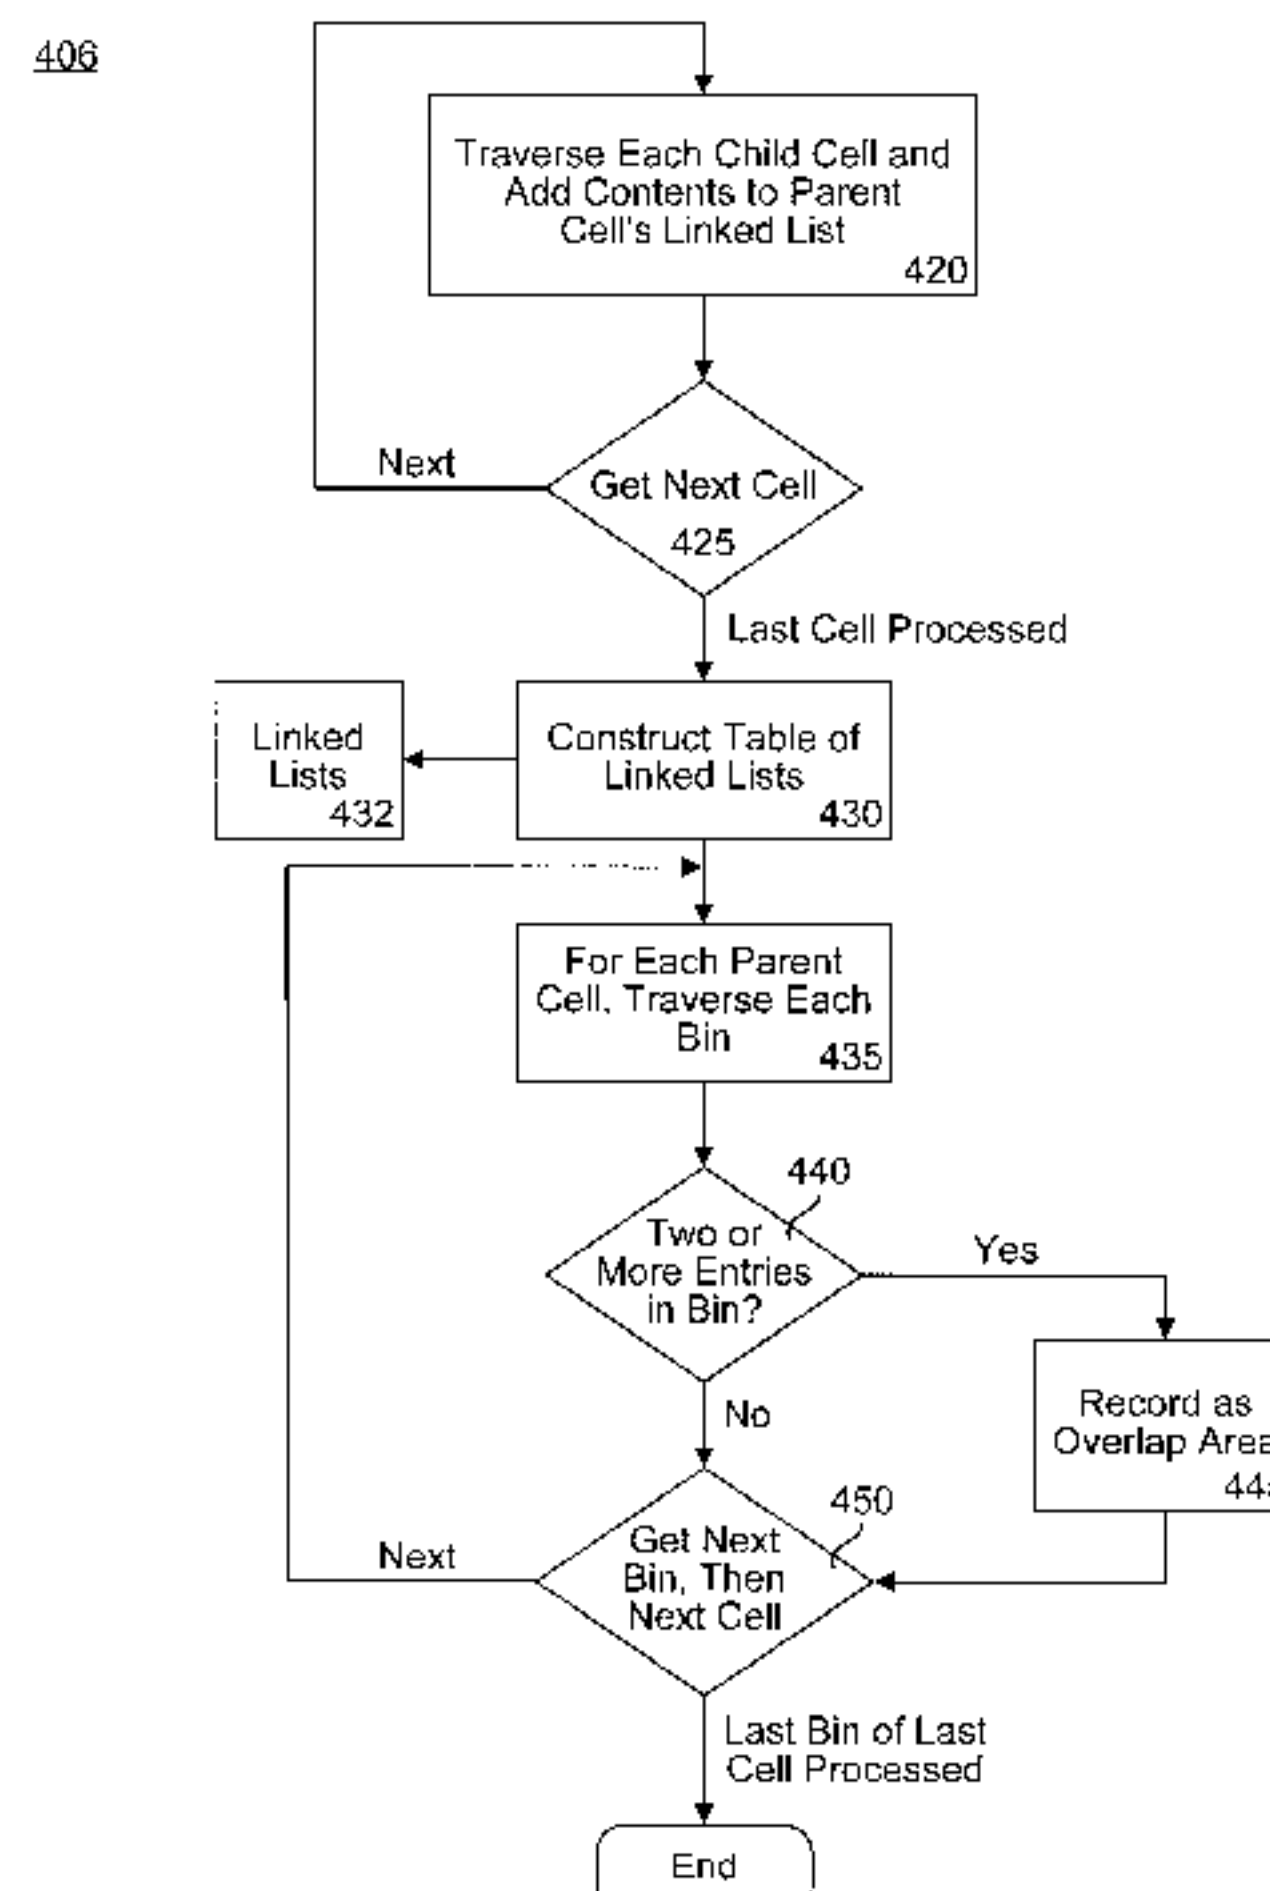 406
Traverse Each Child Cell and
Add Contents to Parent
Cell's Linked List
420
Next
Get Next Cell
425
Last Cell Processed
Linked
Lists
432
Construct Table of
Linked Lists
430
For Each Parent
Cell, Traverse Each
Bin
435
440
Two or
More Entries
in Bin?
Yes
No
Record as
Overlap Area
450
Get Next
Bin, Then
Next Cell
Next
Last Bin of Last
Cell Processed
End